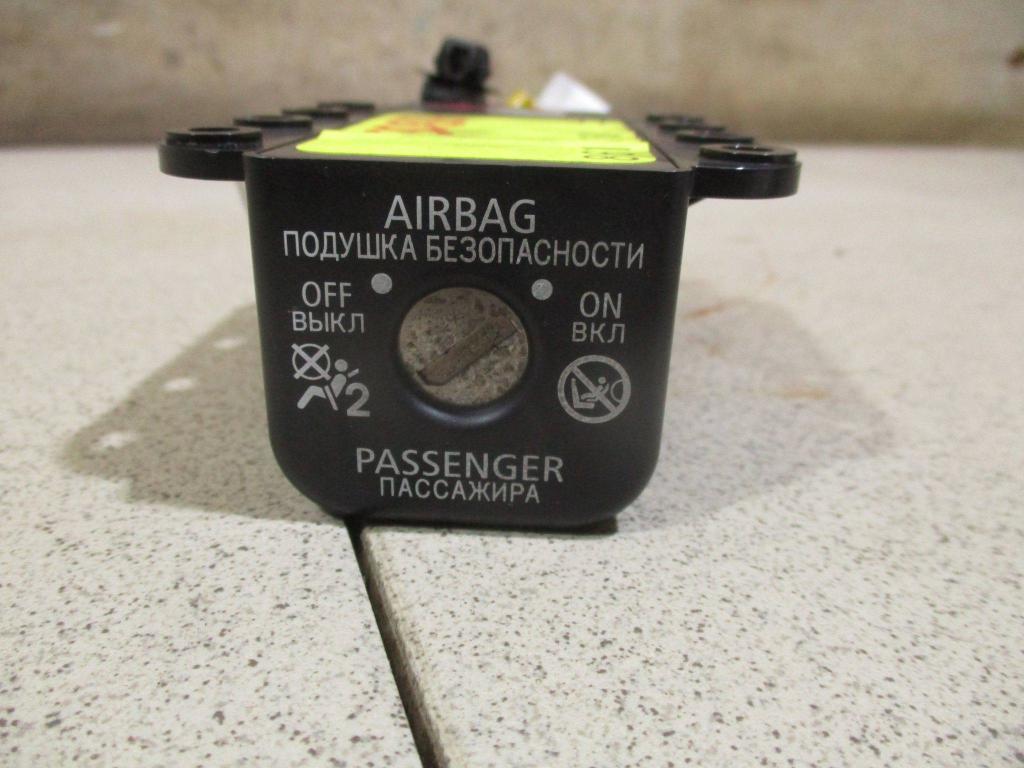 AIRBAG
ПОДУШКА БЕЗОПАСНОСТИ
OFF
ВЫКЛ
ON
ВКЛ
2
PASSENGER
ПАССАЖИРА